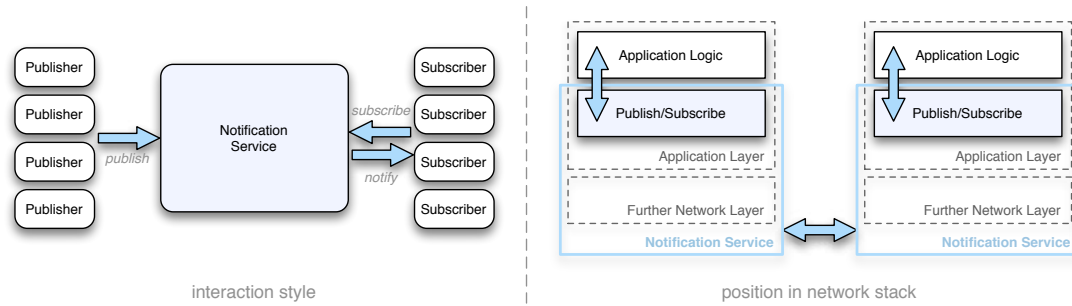 Publisher
Publisher
Publisher
Publisher
publish
Notification
Service
subscribe
notify
Subscriber
Subscriber
Subscriber
Subscriber
interaction style
Application Logic
Publish/Subscribe
Application Layer
Further Network Layer
Notification Service
Application Logic
Publish/Subscribe
Application Layer
Further Network Layer
Notification Service
position in network stack